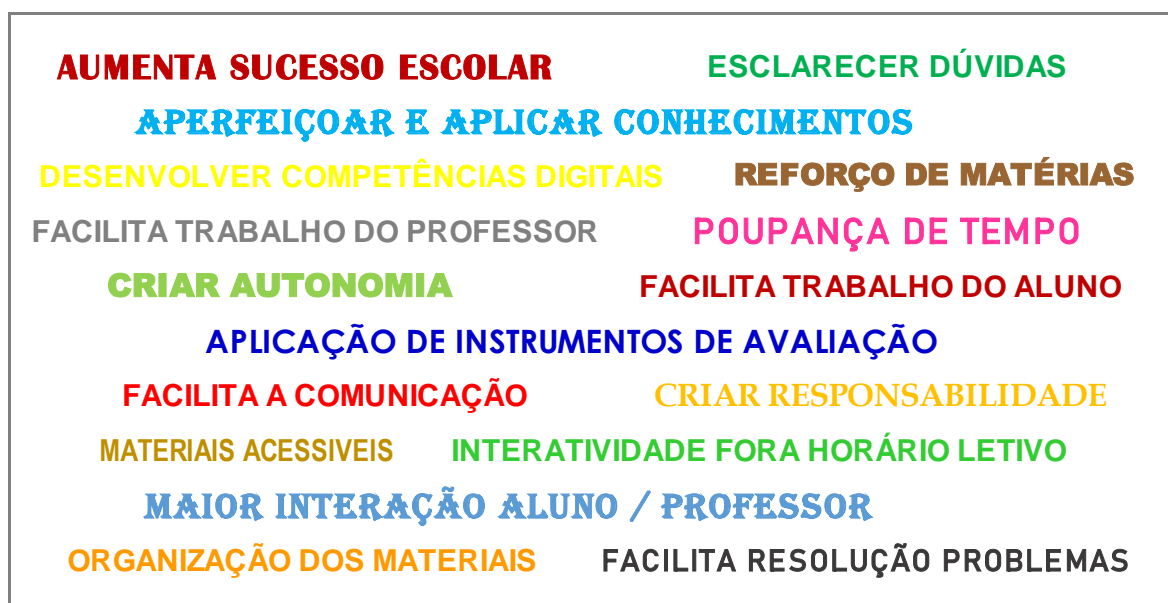 AUMENTA SUCESSO ESCOLAR
ESCLARECER DÚVIDAS
APERFEIÇOAR E APLICAR CONHECIMENTOS
DESENVOLVER COMPETÊNCIAS DIGITAIS
REFORÇO DE MATÉRIAS
FACILITA TRABALHO DO PROFESSOR
POUPANÇA DE TEMPO
CRIAR AUTONOMIA
FACILITA TRABALHO DO ALUNO
APLICAÇÃO DE INSTRUMENTOS DE AVALIAÇÃO
FACILITA A COMUNICAÇÃO
CRIAR RESPONSABILIDADE
MATERIAIS ACESSIVEIS
INTERATIVIDADE FORA HORÁRIO LETIVO
MAIOR INTERAÇÃO ALUNO / PROFESSOR
ORGANIZAÇÃO DOS MATERIAIS
FACILITA RESOLUÇÃO PROBLEMAS